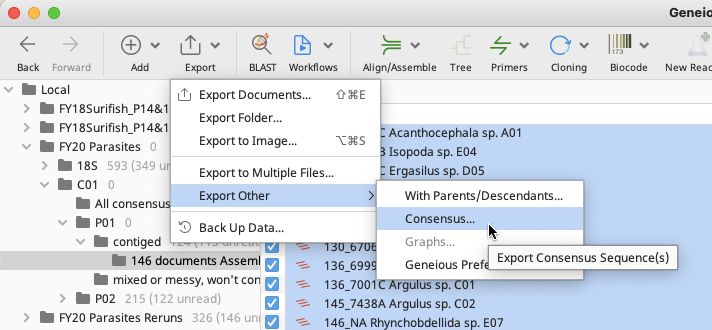 Geneio
Back
Forward
Add
Export
BLAST
Workflows
Align/Assemble
Tree
Primers
Cloning
Biocode
New Reac
Local
FY18Surifish_P14&1
FY18Surifish_P14&1
FY20 Parasites 0
18S 593 (349 un
C01 0
All consensus
P01 0
contiged
146 documents Assemb
mixed or messy, won't con
P02 215 (122 unread)
FY20 Parasites Reruns 326 (146 un
Export Documents... ⇧⌘E
Export Folder...
Export to Image... ⌥⌘S
Export to Multiple Files...
Export Other
Back Up Data...
With Parents/Descendants...
Consensus...
Graphs...
Geneious Prefe
Export Consensus Sequence(s)
C Acanthocephala sp. A01
B Isopoda sp. E04
C Ergasilus sp. D05
130_6706
136_6999
136_7001C Argulus sp. C01
145_7438A Argulus sp. C02
146_NA Rhynchobdellida sp. E07